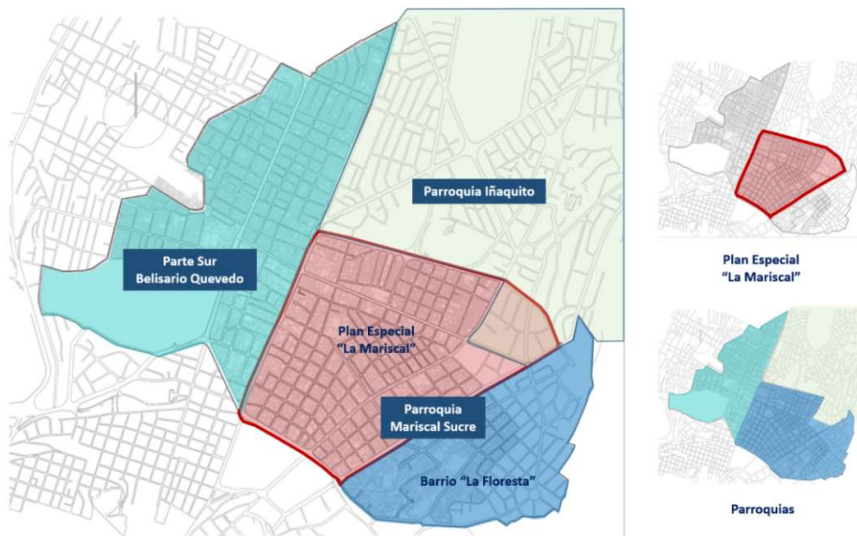 Parroquia Iñaquito
Parte Sur
Belisario Quevedo
Plan Especial
“La Mariscal”
Parroquia
Mariscal Sucre
Barrio “La Floresta”
Plan Especial
“La Mariscal”
Parroquias